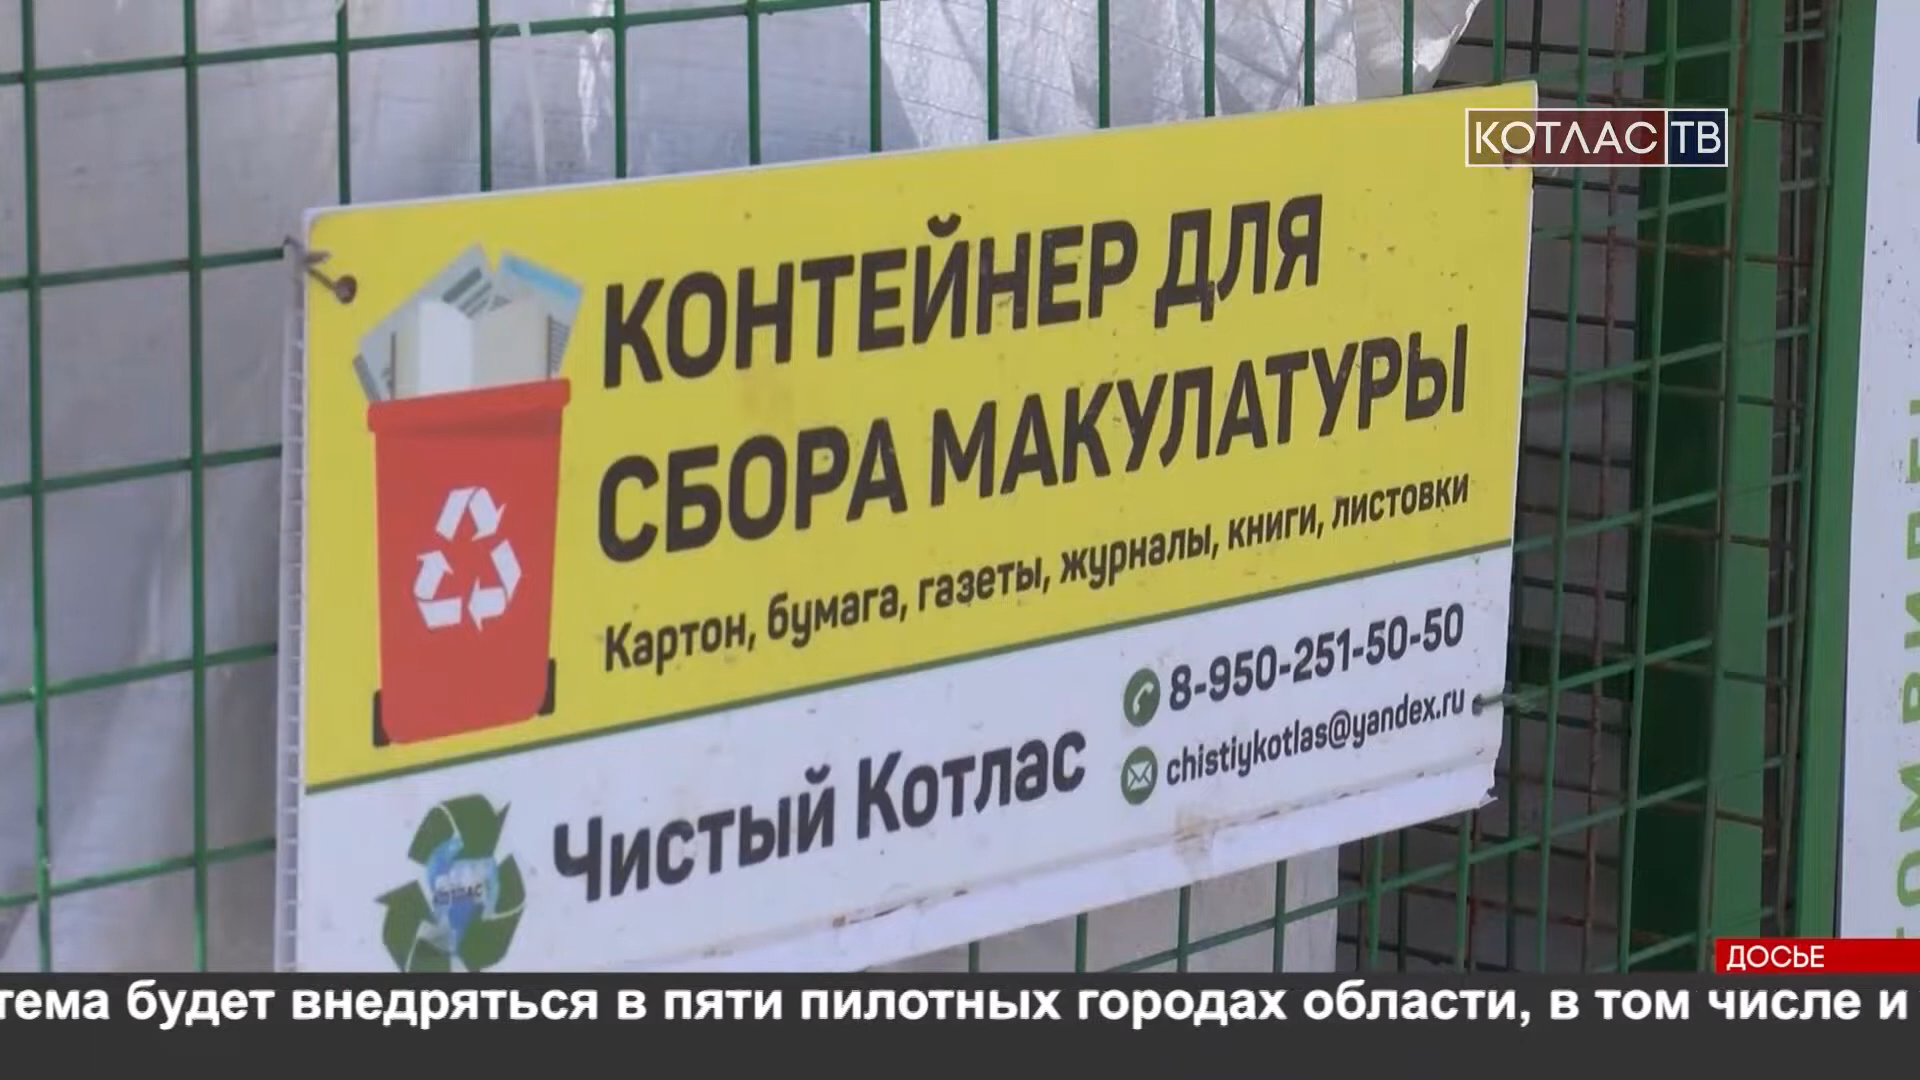 КОТЛАС ТВ
КОНТЕЙНЕР ДЛЯ
СБОРА МАКУЛАТУРЫ
Картон, бумага, газеты, журналы, книги, листовки
Чистый Котлас
8-950-251-50-50
chistiykotlas@yandex.ru
КОТЛАС
ДОСЬЕ
тема будет внедряться в пяти пилотных городах области, в том числе и